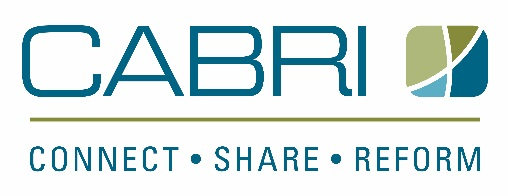 CABRI
CONNECT • SHARE • REFORM